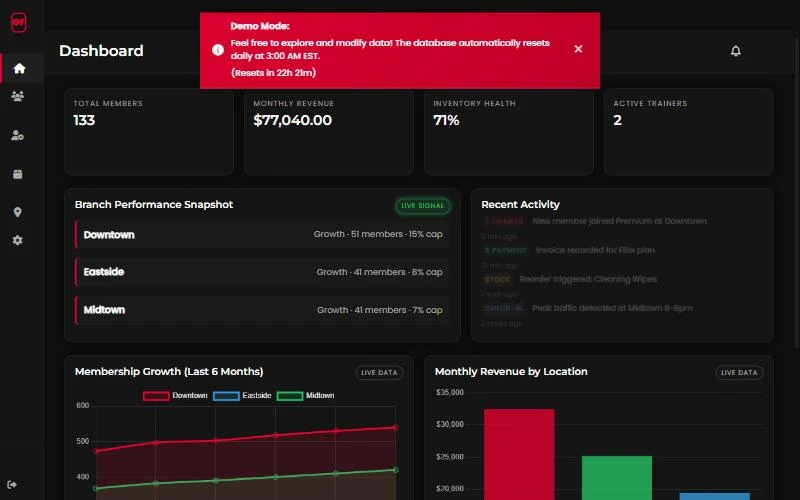 GF
Demo Mode:
Feel free to explore and modify data! The database automatically resets
daily at 3:00 AM EST.
(Resets in 22h 21m)
Dashboard
TOTAL MEMBERS
133
MONTHLY REVENUE
$77,040.00
INVENTORY HEALTH
71%
ACTIVE TRAINERS
2
Branch Performance Snapshot
LIVE SIGNAL
Downtown
Growth · 51 members · 15% cap
Eastside
Growth · 41 members · 8% cap
Midtown
Growth · 41 members · 7% cap
Recent Activity
+ MEMBER New member joined Premium at Downtown
$ PAYMENT Invoice recorded for Elite plan
12 min ago
STOCK Reorder triggered: Cleaning Wipes
1 hour ago
CHECK-IN Peak traffic detected at Midtown 6-8pm
2 hours ago
Membership Growth (Last 6 Months)
LIVE DATA
Downtown Eastside Midtown
600
500
400
Monthly Revenue by Location
LIVE DATA
$35,000
$30,000
$25,000
$20,000